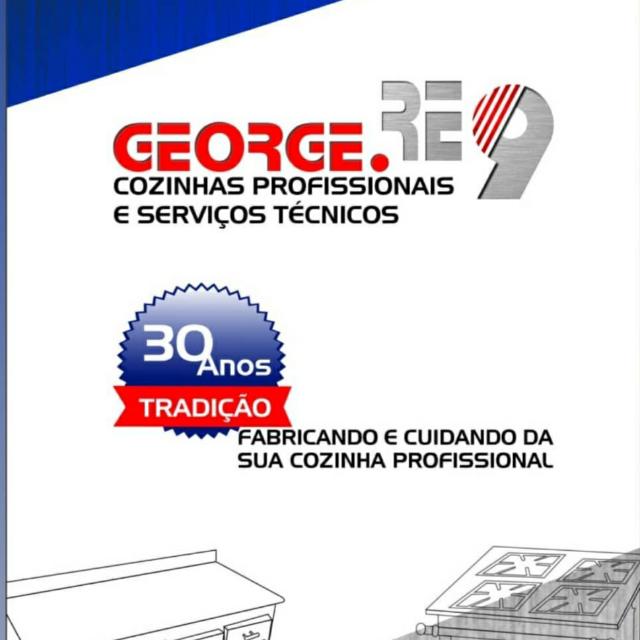 GEORGE.RE9
COZINHAS PROFISSIONAIS
E SERVIÇOS TÉCNICOS
30
Anos
TRADIÇÃO
FABRICANDO E CUIDANDO DA
SUA COZINHA PROFISSIONAL